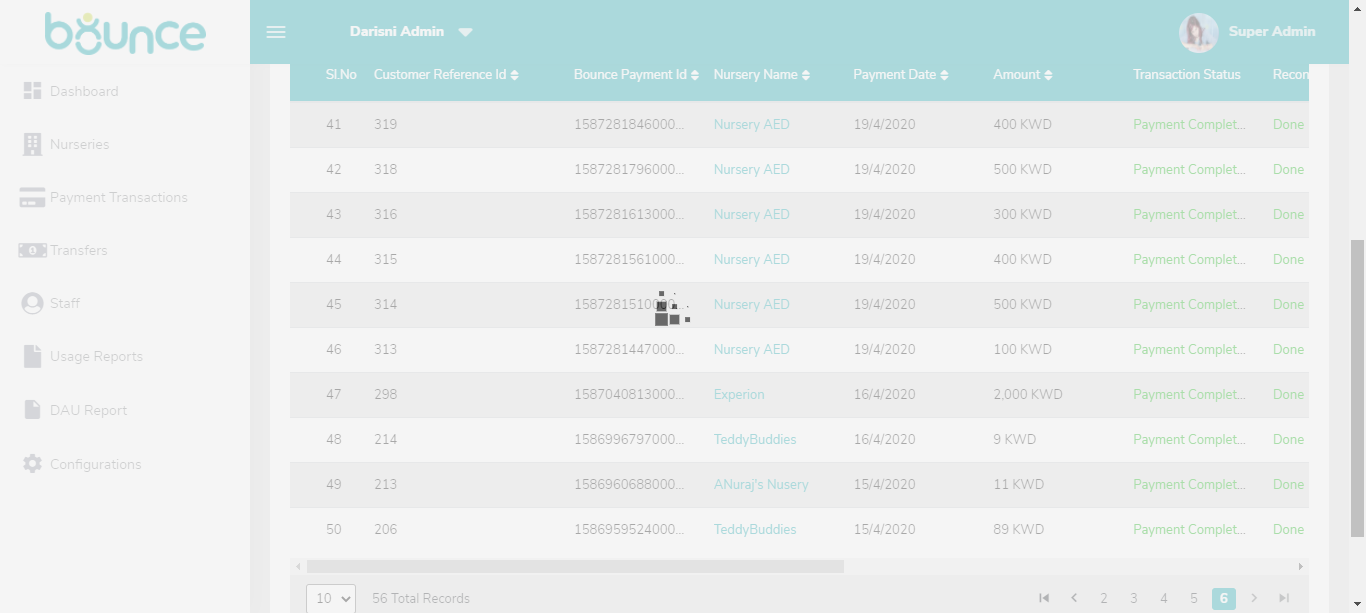 bounce
Darisni Admin
Super Admin
Dashboard
Nurseries
Payment Transactions
Transfers
Staff
Usage Reports
DAU Report
Configurations
Sl.No Customer Reference Id Bounce Payment Id Nursery Name Payment Date Amount Transaction Status Recon
41 319 1587281846000... Nursery AED 19/4/2020 400 KWD Payment Complet... Done
42 318 1587281796000... Nursery AED 19/4/2020 500 KWD Payment Complet... Done
43 316 1587281613000... Nursery AED 19/4/2020 300 KWD Payment Complet... Done
44 315 1587281561000... Nursery AED 19/4/2020 400 KWD Payment Complet... Done
45 314 1587281510000... Nursery AED 19/4/2020 500 KWD Payment Complet... Done
46 313 1587281447000... Nursery AED 19/4/2020 100 KWD Payment Complet... Done
47 298 1587040813000... Experion 16/4/2020 2,000 KWD Payment Complet... Done
48 214 1586996797000... TeddyBuddies 16/4/2020 9 KWD Payment Complet... Done
49 213 1586960688000... ANuraj's Nusery 15/4/2020 11 KWD Payment Complet... Done
50 206 1586959524000... TeddyBuddies 15/4/2020 89 KWD Payment Complet... Done
10 56 Total Records 2 3 4 5 6